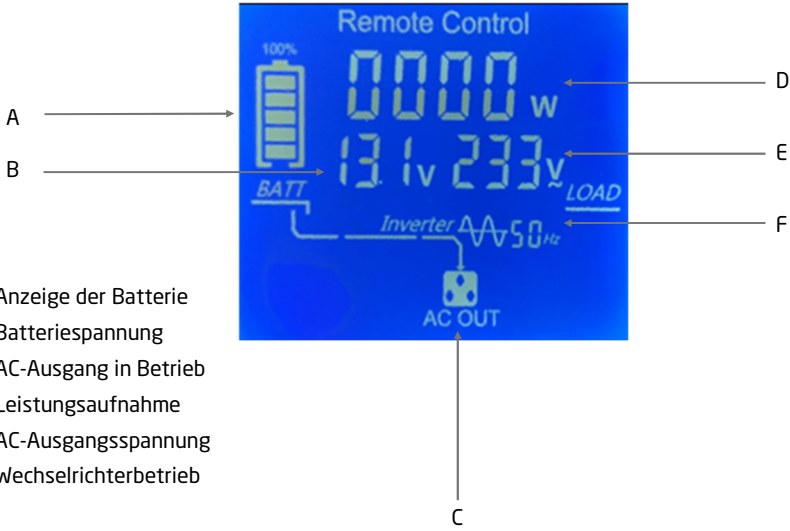 Remote Control
100%
0000 W
A
D
B
13.1v 233v~
E
BATT
LOAD
Inverter 50Hz
F
AC OUT
Anzeige der Batterie
Batteriespannung
AC-Ausgang in Betrieb
Leistungsaufnahme
AC-Ausgangsspannung
Wechselrichterbetrieb
C